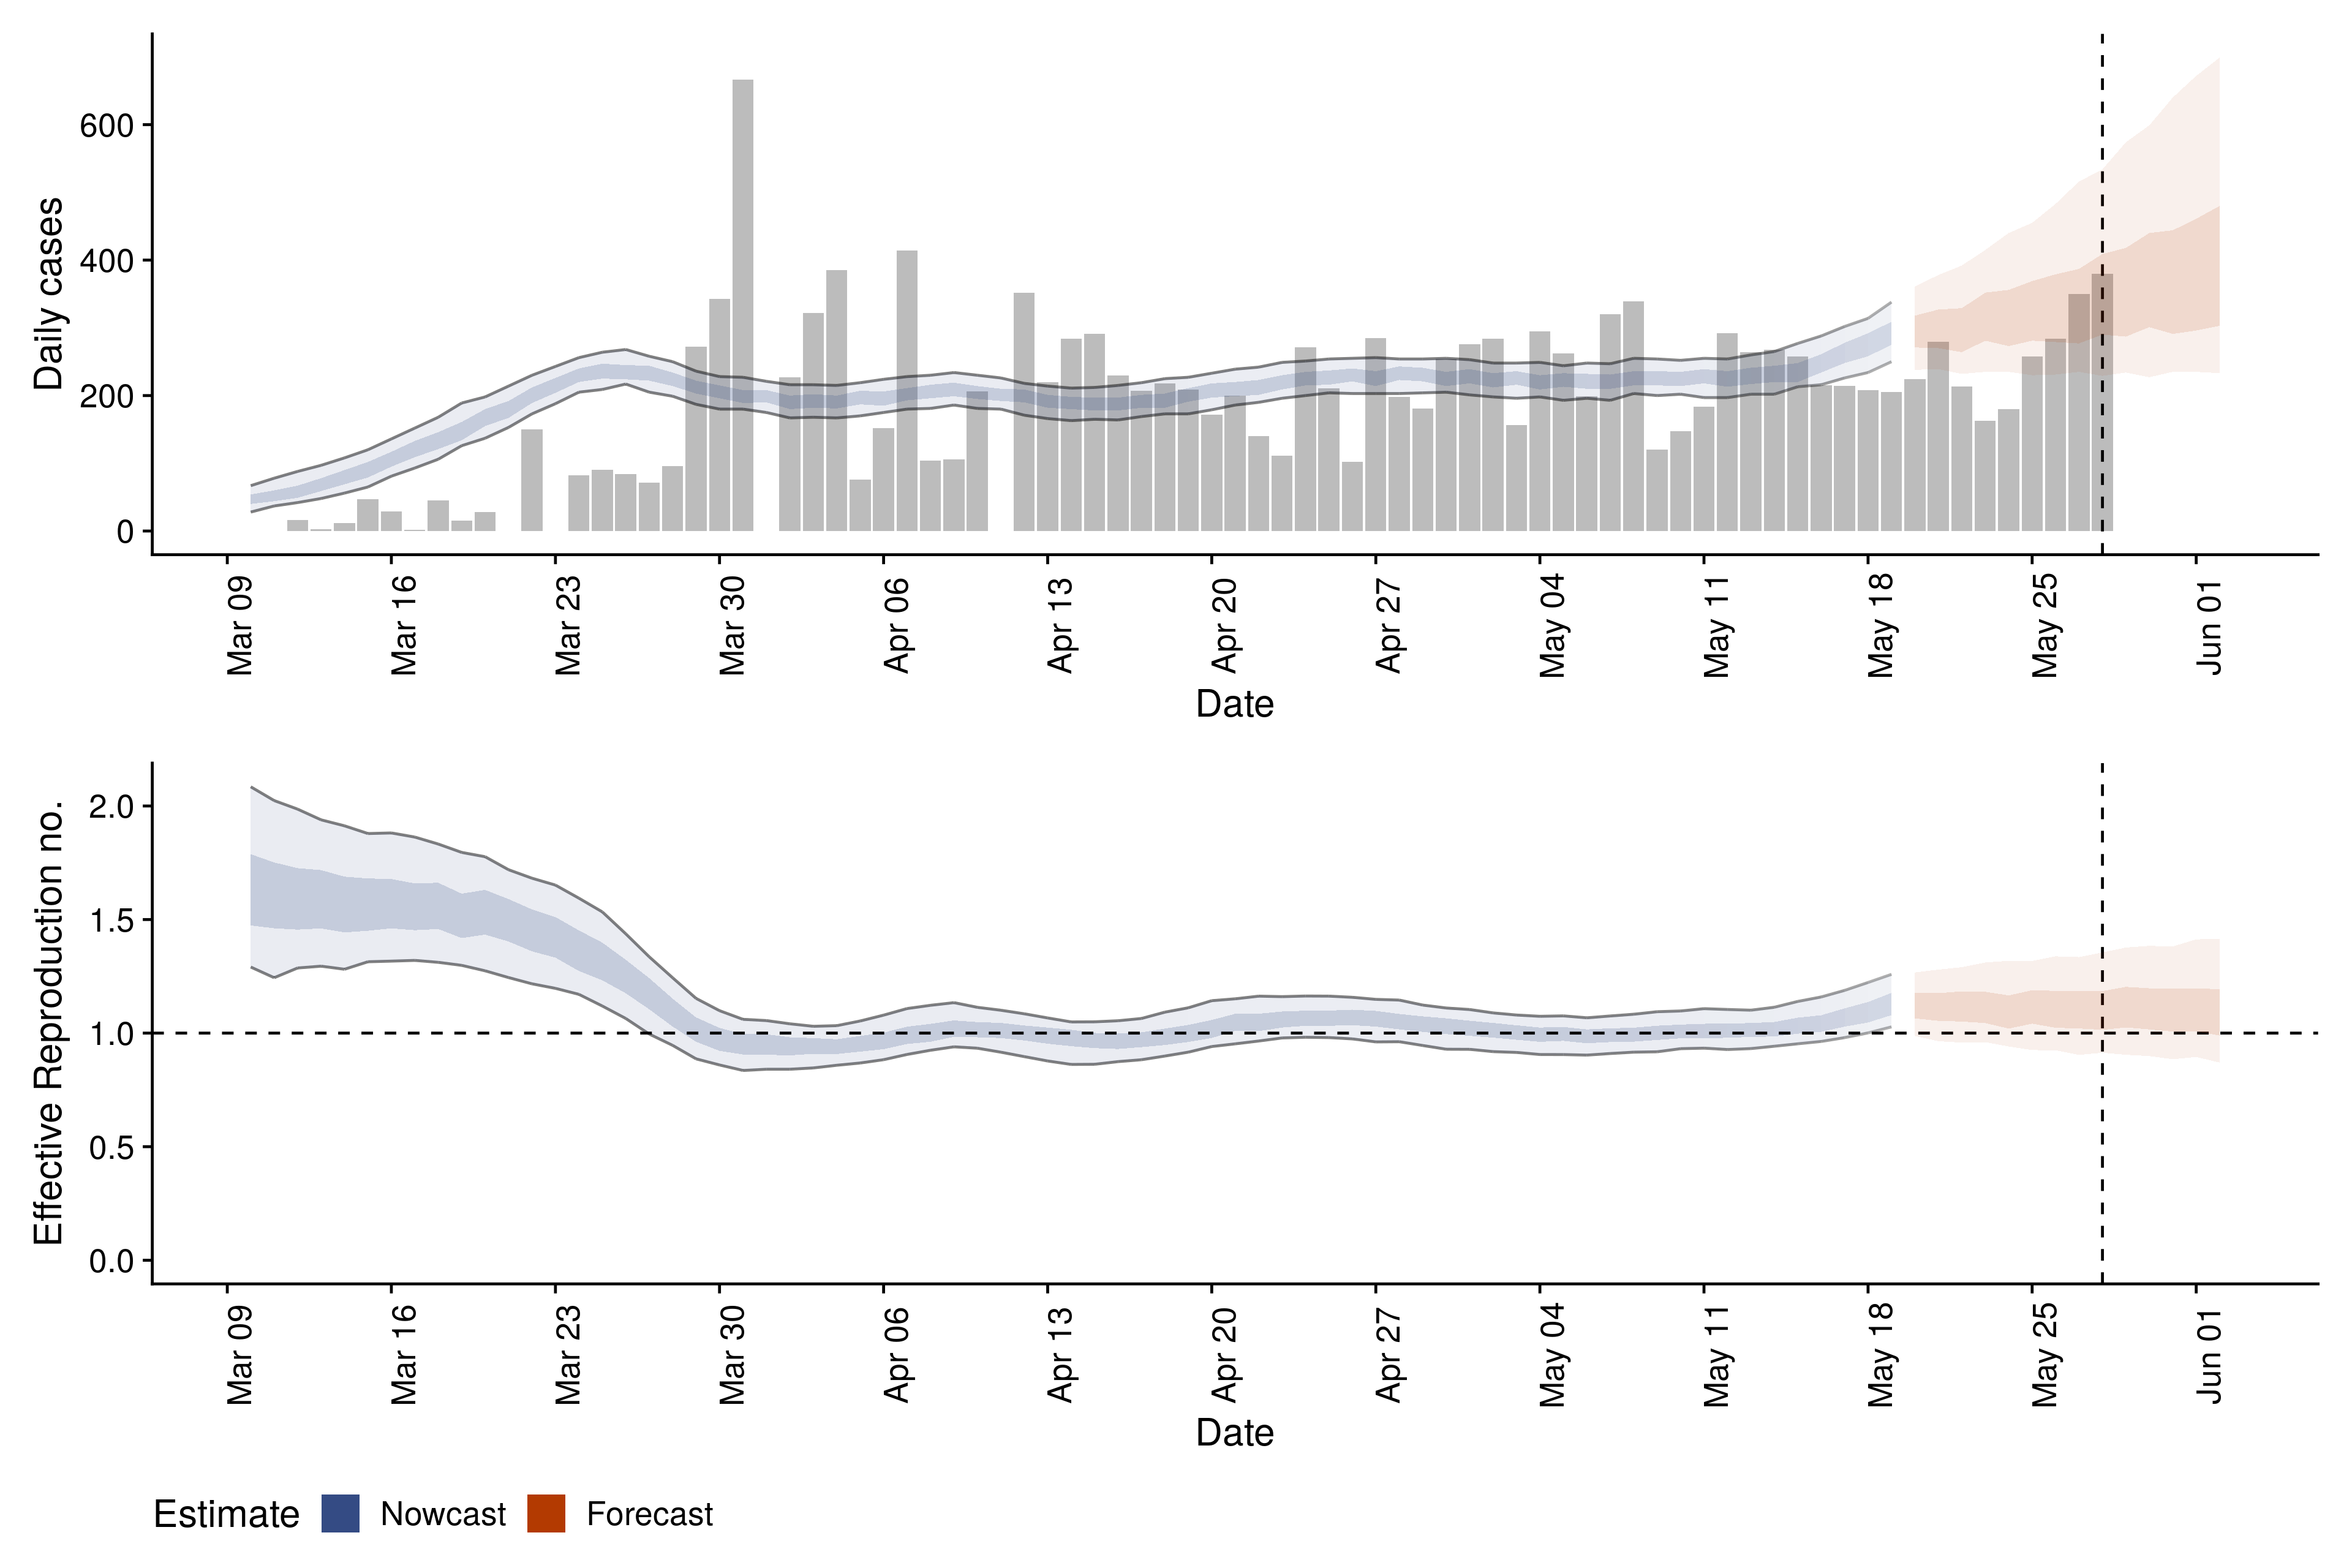 Daily cases
600
400
200
0
Mar 09
Mar 16
Mar 23
Mar 30
Apr 06
Apr 13
Apr 20
Apr 27
May 04
May 11
May 18
May 25
Jun 01
Date
Effective Reproduction no.
2.0
1.5
1.0
0.5
0.0
Mar 09
Mar 16
Mar 23
Mar 30
Apr 06
Apr 13
Apr 20
Apr 27
May 04
May 11
May 18
May 25
Jun 01
Date
Estimate Nowcast Forecast